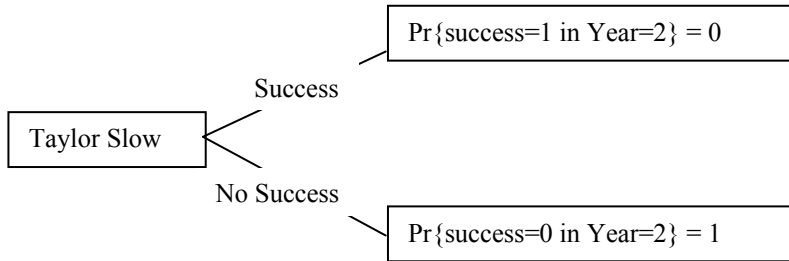 Pr{success=1 in Year=2} = 0
Success
Taylor Slow
No Success
Pr{success=0 in Year=2} = 1